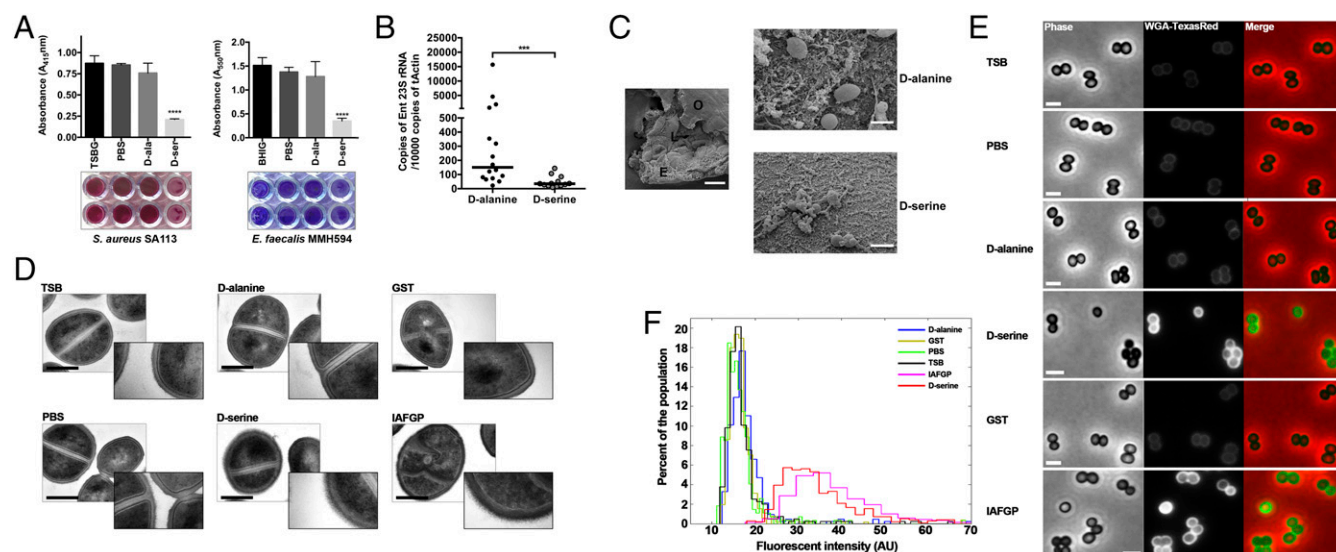 A
Absorbance (A415nm)
1.00
0.75
0.50
0.25
0.00
****
TSBG
PBS
D-ala
D-ser
S. aureus SA113
Absorbance (A550nm)
2.0
1.5
1.0
0.5
0.0
****
BHIG
PBS
D-ala
D-ser
E. faecalis MMH594
B
Copies of Ent 23S rRNA
/10000 copies of tActin
25000
20000
15000
10000
5000
500
400
300
200
100
0
***
D-alanine
D-serine
C
O
E
D-alanine
D-serine
D
TSB
D-alanine
GST
PBS
D-serine
IAFGP
E
Phase
WGA-TexasRed
Merge
TSB
PBS
D-alanine
D-serine
GST
IAFGP
F
Percent of the population
20
18
16
14
12
10
8
6
4
2
0
10
20
30
40
50
60
70
Fluorescent intensity (AU)
D-alanine
GST
PBS
TSB
IAFGP
D-serine